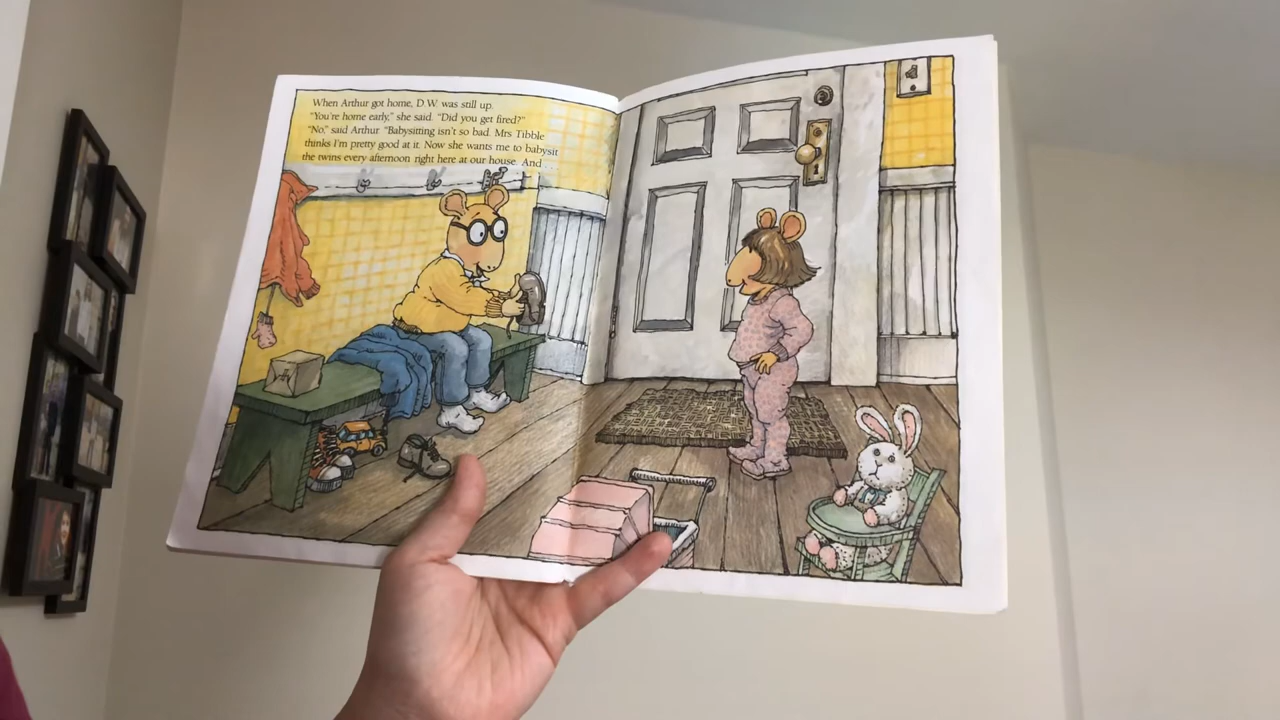 When Arthur got home, D.W. was still up.
"You're home early," she said. "Did you get fired?"
"No," said Arthur. "Babysitting isn't so bad. Mrs Tibble
thinks I'm pretty good at it. Now she wants me to babysit
the twins every afternoon right here at our house. And . . .